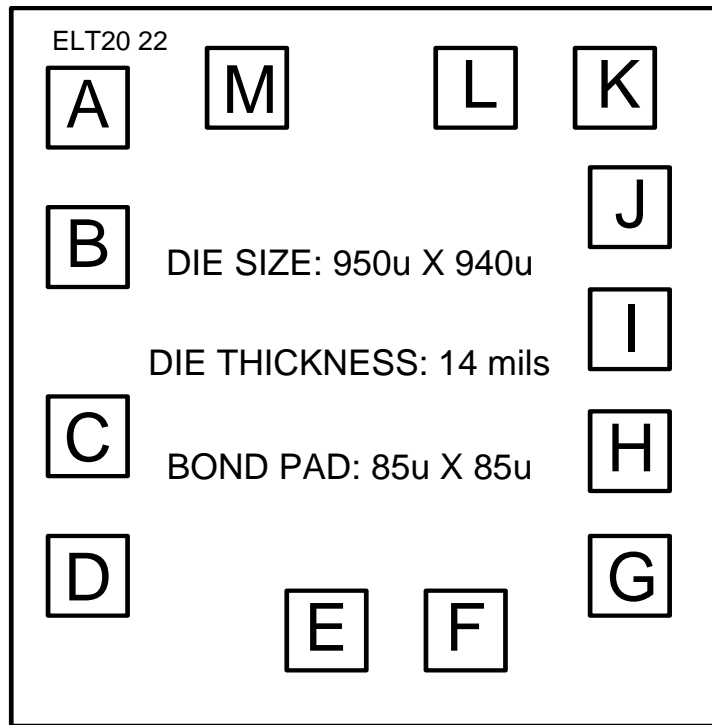 ELT20 22
A M L K
J
B
DIE SIZE: 950u X 940u
I
DIE THICKNESS: 14 mils
C
H
BOND PAD: 85u X 85u
D
G
E F